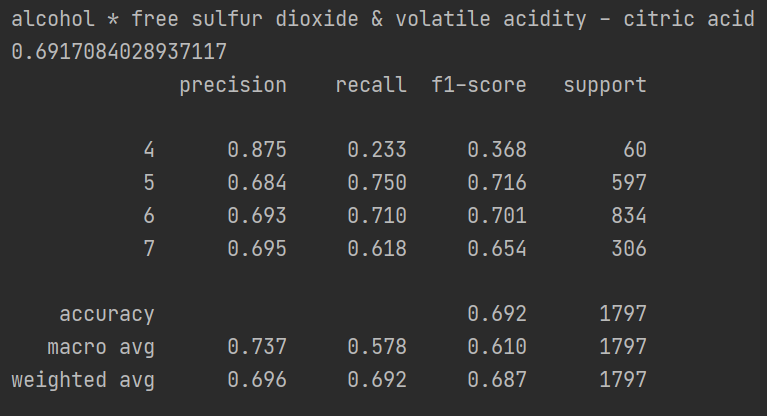 alcohol * free sulfur dioxide & volatile acidity - citric acid
0.6917084028937117
precision recall f1-score support
4 0.875 0.233 0.368 60
5 0.684 0.750 0.716 597
6 0.693 0.710 0.701 834
7 0.695 0.618 0.654 306
accuracy 0.692 1797
macro avg 0.737 0.578 0.610 1797
weighted avg 0.696 0.692 0.687 1797